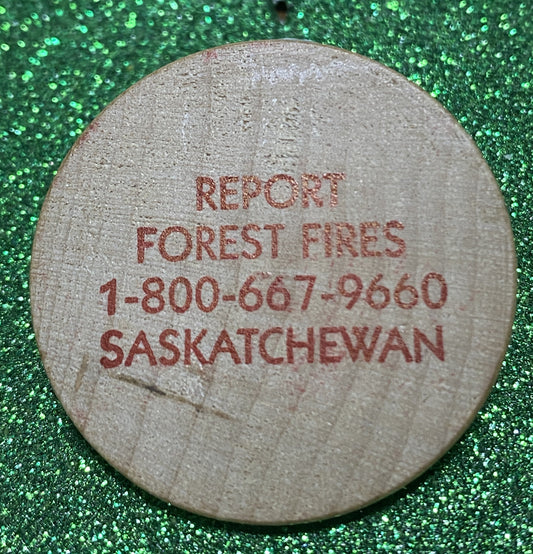 REPORT
FOREST FIRES
1-800-667-9660
SASKATCHEWAN